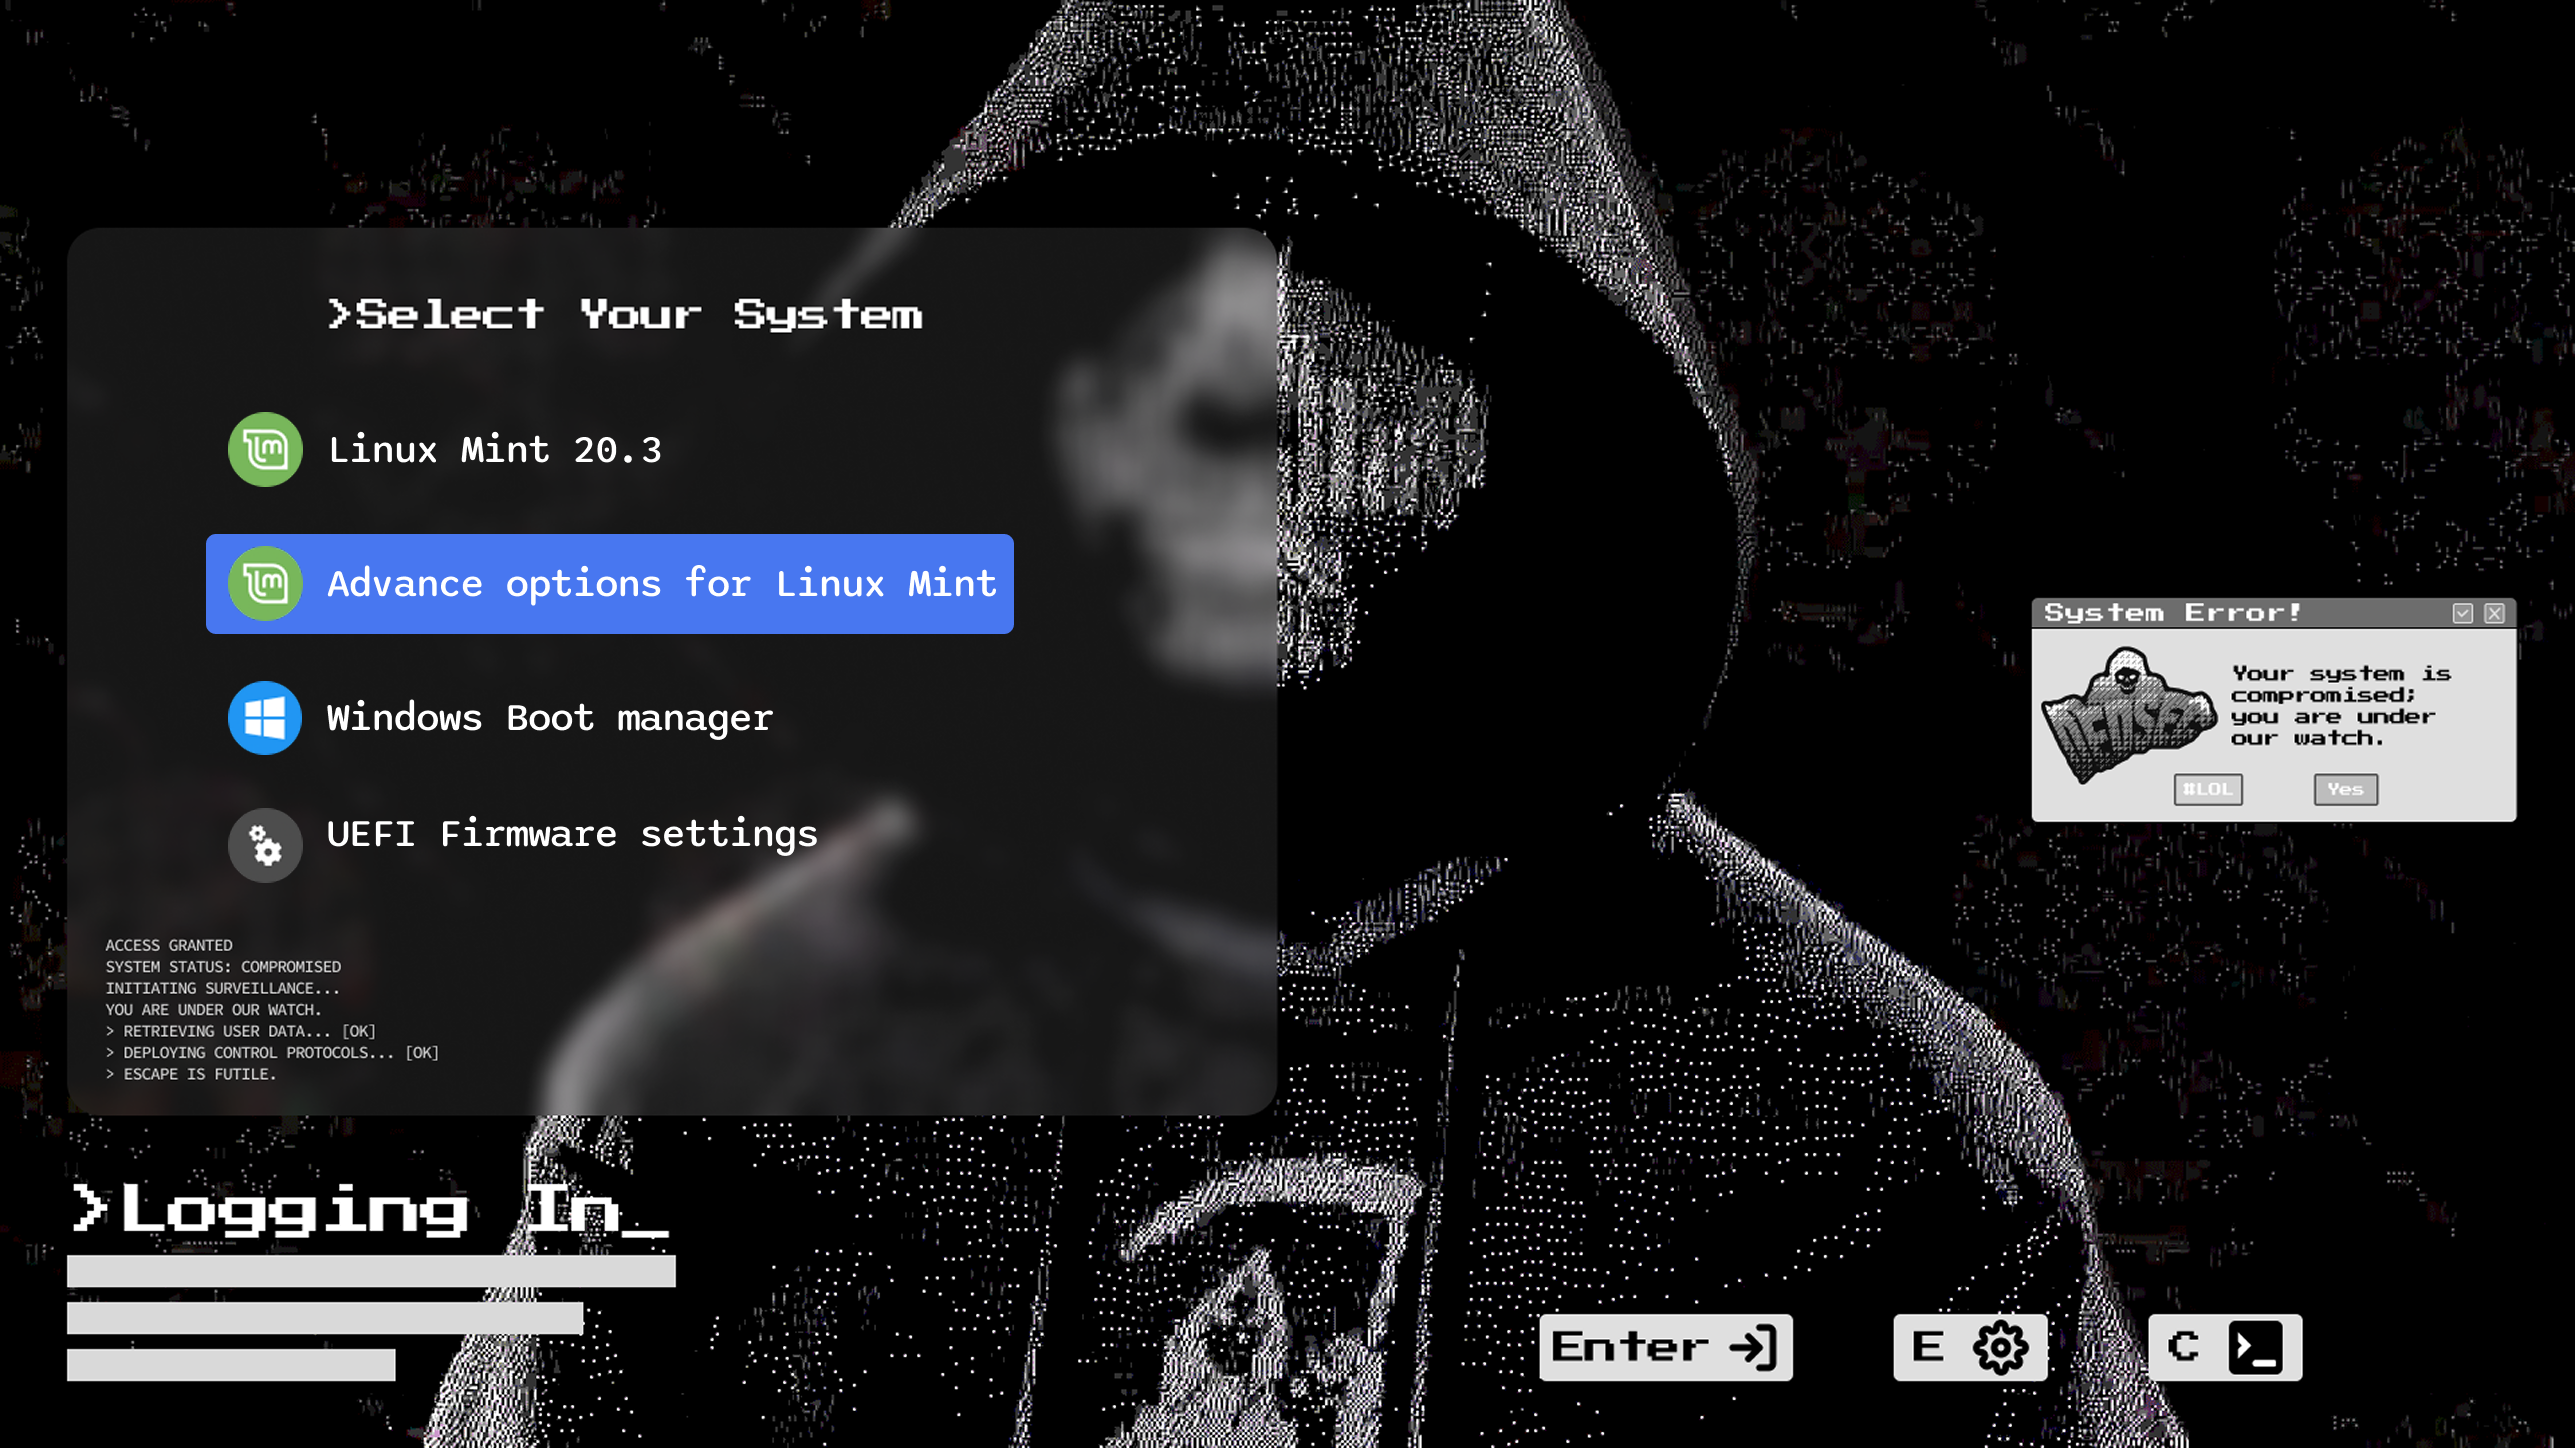 >Select Your System
Linux Mint 20.3
Advance options for Linux Mint
Windows Boot manager
UEFI Firmware settings
ACCESS GRANTED
SYSTEM STATUS: COMPROMISED
INITIATING SURVEILLANCE...
YOU ARE UNDER OUR WATCH.
> RETRIEVING USER DATA... [OK]
> DEPLOYING CONTROL PROTOCOLS... [OK]
> ESCAPE IS FUTILE.
System Error!
DEDSEC
Your system is
compromised;
you are under
our watch.
#LOL Yes
>Logging In_
Enter E C